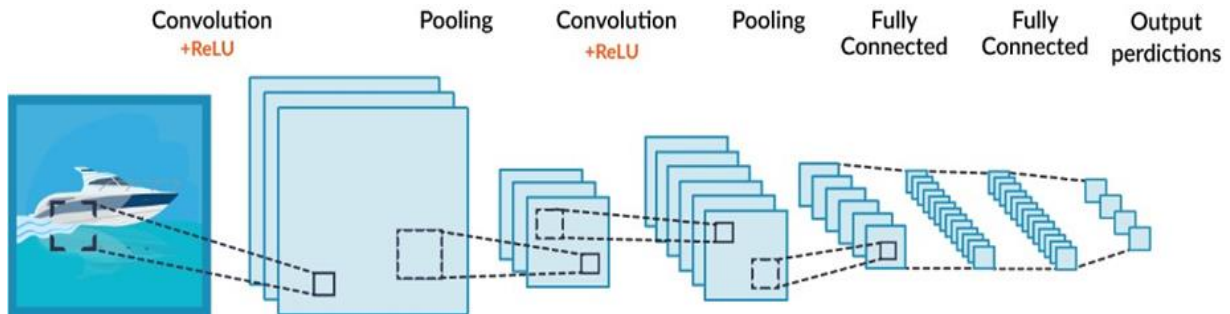 Convolution
+ReLU
Pooling
Convolution
+ReLU
Pooling
Fully
Connected
Fully
Connected
Output
perdictions